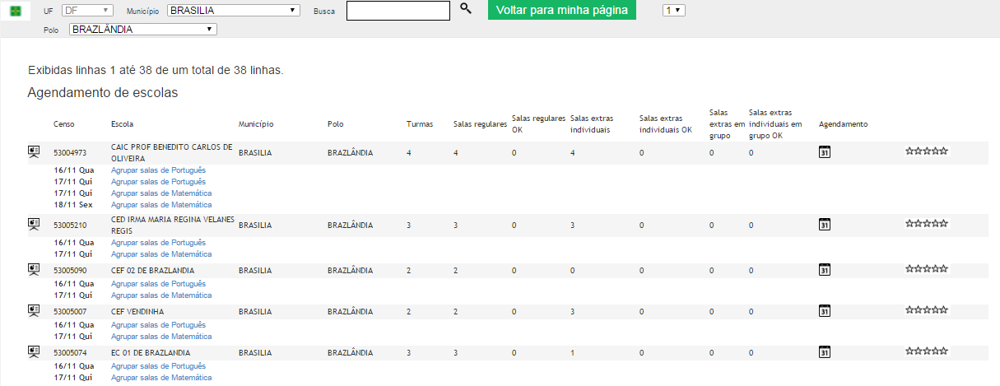 UF DF Município BRASILIA Busca Voltar para minha página 1
Polo BRAZLÂNDIA
Exibidas linhas 1 até 38 de um total de 38 linhas.
Agendamento de escolas
Censo Escola Município Polo Turmas Salas regulares Salas regulares OK Salas extras individuais Salas extras individuais OK Salas extras em grupo Salas extras individuais em grupo OK Agendamento
53004973 CAIC PROF BENEDITO CARLOS DE OLIVEIRA BRASILIA BRAZLÂNDIA 4 4 0 4 0 0 0 31
16/11 Qua Agrupar salas de Português
17/11 Qui Agrupar salas de Português
17/11 Qui Agrupar salas de Matemática
18/11 Sex Agrupar salas de Matemática
53005210 CED IRMA MARIA REGINA VELANES REGIS BRASILIA BRAZLÂNDIA 3 3 0 3 0 0 0 31
16/11 Qua Agrupar salas de Português
17/11 Qui Agrupar salas de Matemática
53005090 CEF 02 DE BRAZLANDIA BRASILIA BRAZLÂNDIA 2 2 0 0 0 0 0 31
16/11 Qua Agrupar salas de Português
17/11 Qui Agrupar salas de Matemática
53005007 CEF VENDINHA BRASILIA BRAZLÂNDIA 2 2 0 3 0 0 0 31
16/11 Qua Agrupar salas de Português
17/11 Qui Agrupar salas de Matemática
53005074 EC 01 DE BRAZLANDIA BRASILIA BRAZLÂNDIA 3 3 0 1 0 0 0 31
16/11 Qua Agrupar salas de Português
17/11 Qui Agrupar salas de Matemática